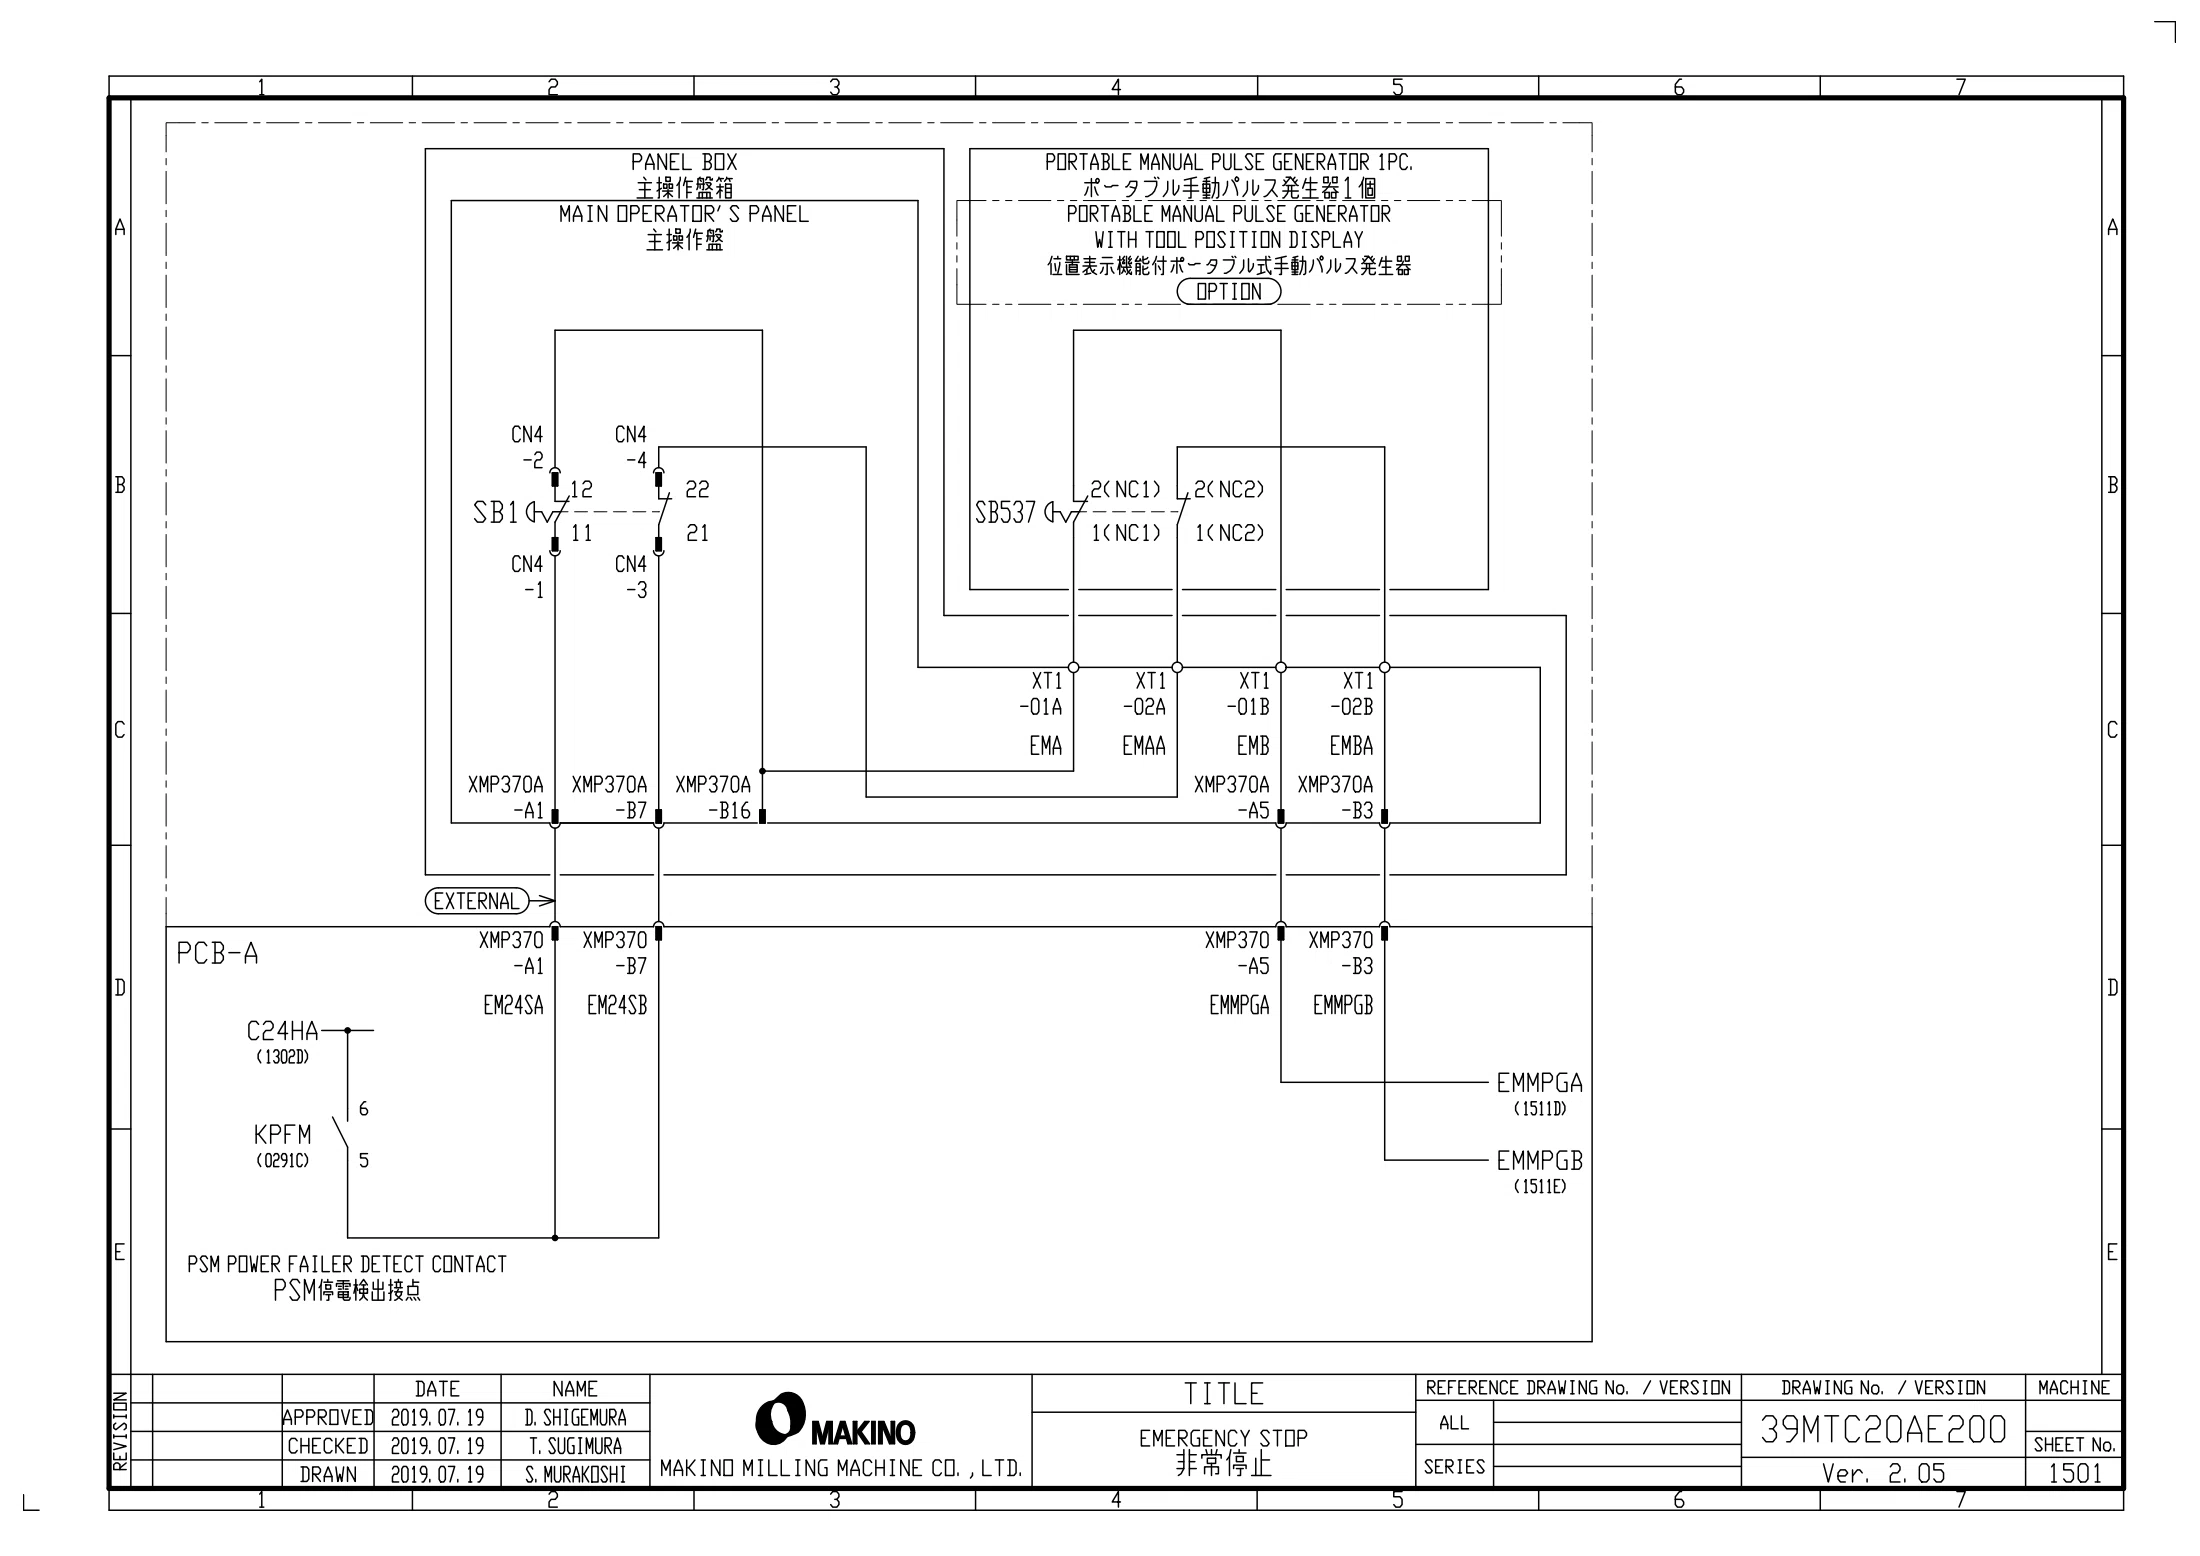 1 2 3 4 5 6 7
A A
B B
C C
D D
E E
PANEL BOX
主操作盤箱
MAIN OPERATOR'S PANEL
主操作盤
PORTABLE MANUAL PULSE GENERATOR 1PC.
ポータブル手動パルス発生器1個
PORTABLE MANUAL PULSE GENERATOR
WITH TOOL POSITION DISPLAY
位置表示機能付ポータブル式手動パルス発生器
OPTION
CN4 CN4
-2 -4
12 22
SB1
11 21
CN4 CN4
-1 -3
2(NC1) 2(NC2)
SB537
1(NC1) 1(NC2)
XT1 XT1 XT1 XT1
-01A -02A -01B -02B
EMA EMAA EMB EMBA
XMP370A XMP370A XMP370A XMP370A XMP370A
-A1 -B7 -B16 -A5 -B3
EXTERNAL
PCB-A
XMP370 XMP370 XMP370 XMP370
-A1 -B7 -A5 -B3
EM24SA EM24SB EMMPGA EMMPGB
C24HA
(1302D)
6
KPFM
(0291C)
5
EMMPGA
(1511D)
EMMPGB
(1511E)
PSM POWER FAILER DETECT CONTACT
PSM停電検出接点
REVISION
DATE NAME
APPROVED 2019.07.19 D. SHIGEMURA
CHECKED 2019.07.19 T. SUGIMURA
DRAWN 2019.07.19 S. MURAKOSHI
MAKINO
MAKINO MILLING MACHINE CO. ,LTD.
TITLE
EMERGENCY STOP
非常停止
REFERENCE DRAWING No. / VERSION
ALL
SERIES
DRAWING No. / VERSION
39MTC20AE200
Ver. 2.05
MACHINE
SHEET No.
1501
1 2 3 4 5 6 7